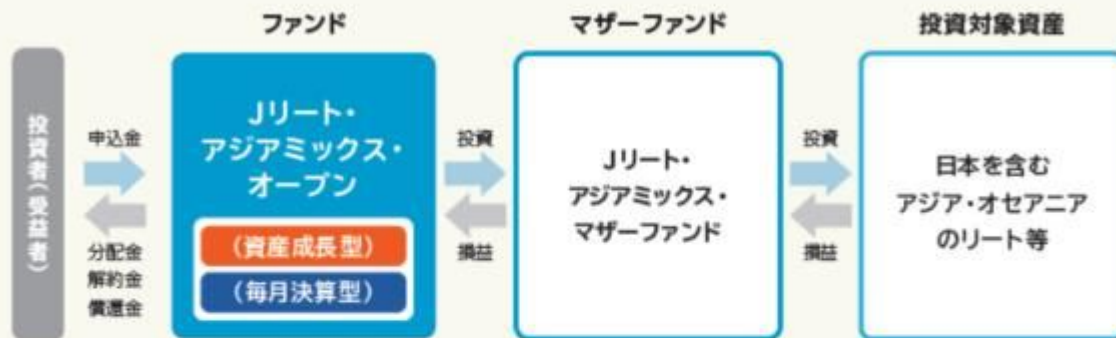 ファンド
マザーファンド
投資対象資産
投資者(受益者)
申込金
分配金
解約金
償還金
Jリート・
アジアミックス・
オープン
(資産成長型)
(毎月決算型)
投資
損益
Jリート・
アジアミックス・
マザーファンド
投資
損益
日本を含む
アジア・オセアニア
のリート等